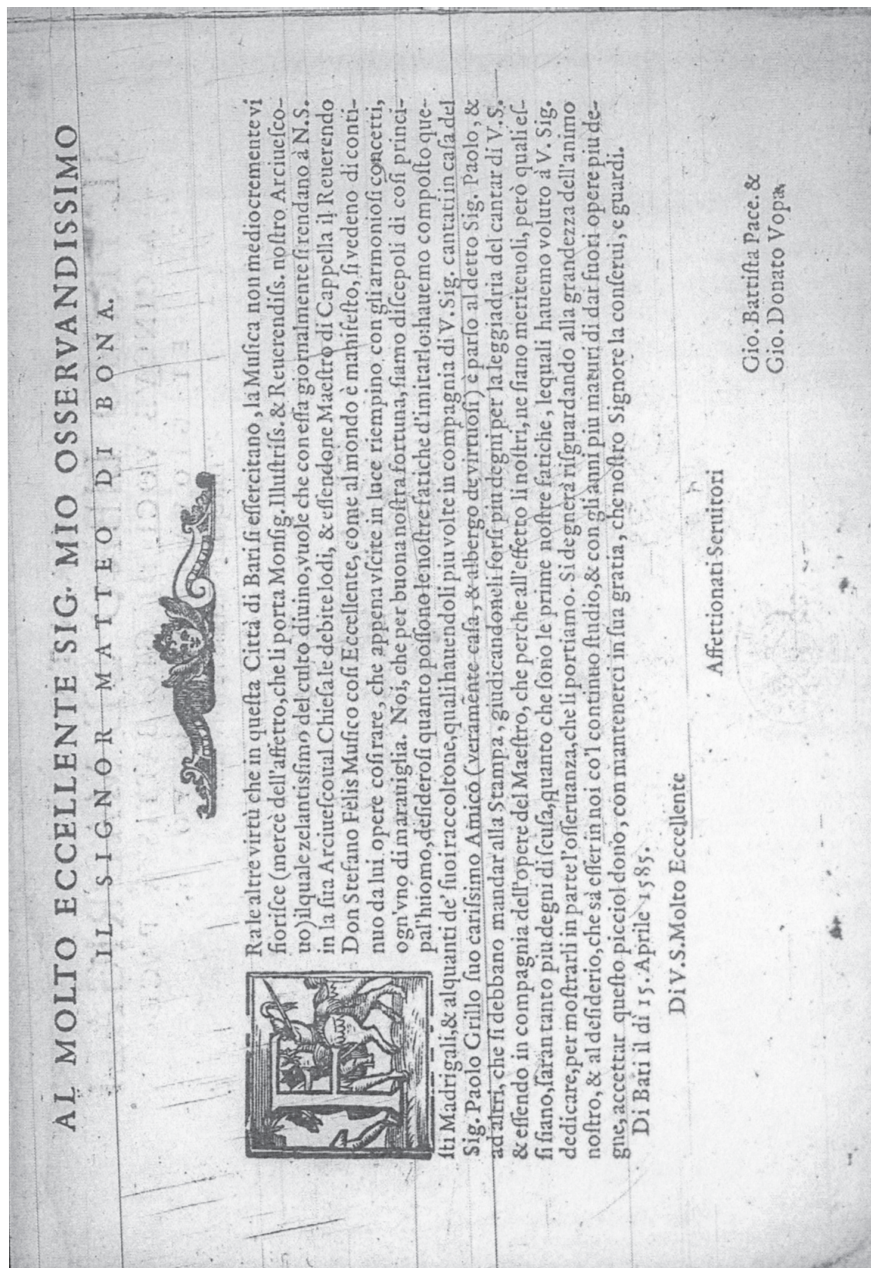 AL MOLTO ECCELLENTE SIG. MIO OSSERVANDISSIMO
IL SIGNOR MATTEO DI BONA.
FRa le altre virtù che in questa Città di Bari si essercitano, la Musica non mediocremente vi
fiorisce (mercè dell'affetto, che li porta Monsig. Illustriss. & Reuerendiss. nostro Arciuesco-
uo) il quale zelantissimo del culto diuino, vuole che con essa giornalmente si rendano à N.S.
in la sua Arciuescoual Chiesa le debite lodi, & essendone Maestro di Cappella il Reuerendo
Don Stefano Felis Musico così Eccellente, come al mondo è manifesto, si vedeno di conti-
nuo da lui opere così rare, che appena vscite in luce riempino con gli armoniosi concetti,
ogn'vno di marauiglia. Noi, che per buona nostra fortuna, siamo discepoli di così princi-
pal'huomo, desiderosi quanto possono le nostre fatiche d'imitarlo: hauemo composto que-
sti Madrigali, & alquanti de' suoi raccoltone, quali hauendoli piu volte in compagnia di V. Sig. cantati in casa del
Sig. Paolo Grillo suo carissimo Amico (veramente casa, & albergo de virtuosi) è parso al detto Sig. Paolo, &
ad altri, che si debbano mandar alla Stampa, giudicandoneli forsi piu degni per la leggiadria del cantar di V.S.
& essendo in compagnia dell'opere del Maestro, che perche all'effetto li nostri, ne siano meriteuoli, però quali es-
si siano, saran tanto piu degni di scusa, quanto che sono le prime nostre fatiche, lequali hauemo voluto à V. Sig.
dedicare, per mostrarli in parte l'osseruanza, che li portiamo. Si degnerà risguardando alla grandezza dell'animo
nostro, & al desiderio, che sà esser in noi co'l continuo studio, & con gli anni piu maturi di dar fuori opere piu de-
gne, accettar questo picciol dono, con mantenerci in sua gratia, che nostro Signore la conserui, e guardi.
Di Bati il dì 15. Aprile 1585.
Di V.S. Molto Eccellente
Affettionati Seruitori
Gio. Battista Pace. &
Gio. Donato Vopa.